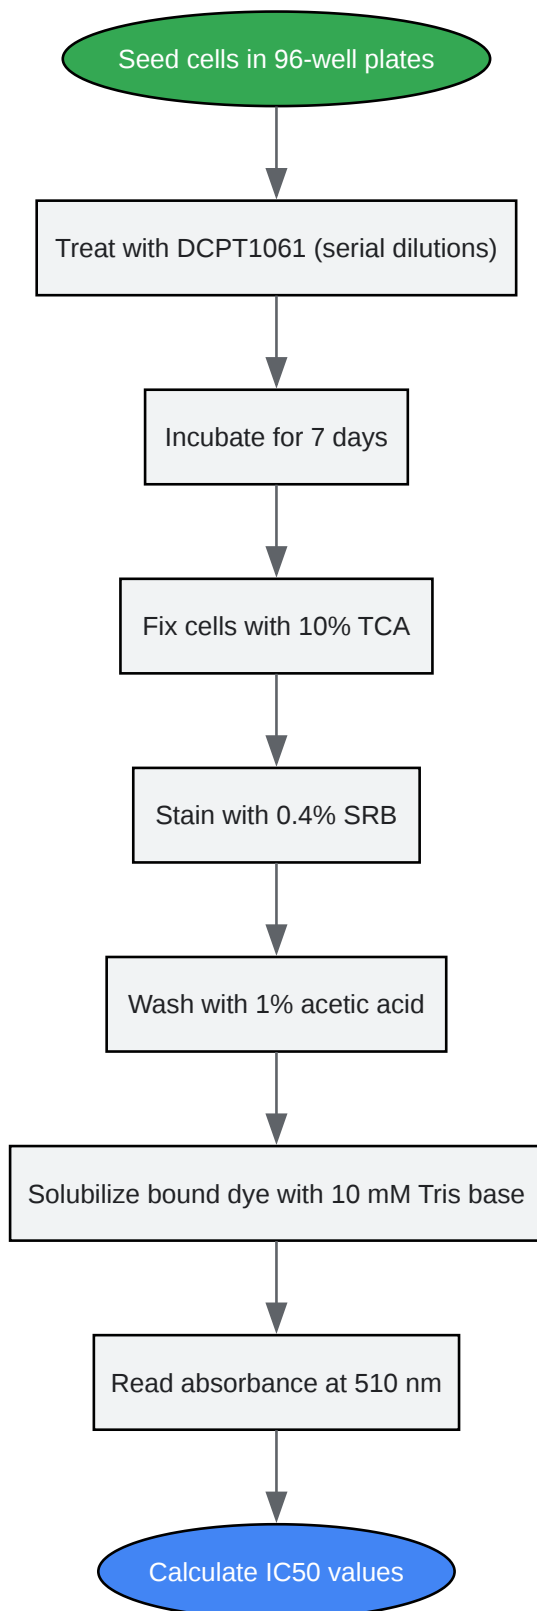 Seed cells in 96-well plates
Treat with DCPT1061 (serial dilutions)
Incubate for 7 days
Fix cells with 10% TCA
Stain with 0.4% SRB
Wash with 1% acetic acid
Solubilize bound dye with 10 mM Tris base
Read absorbance at 510 nm
Calculate IC50 values